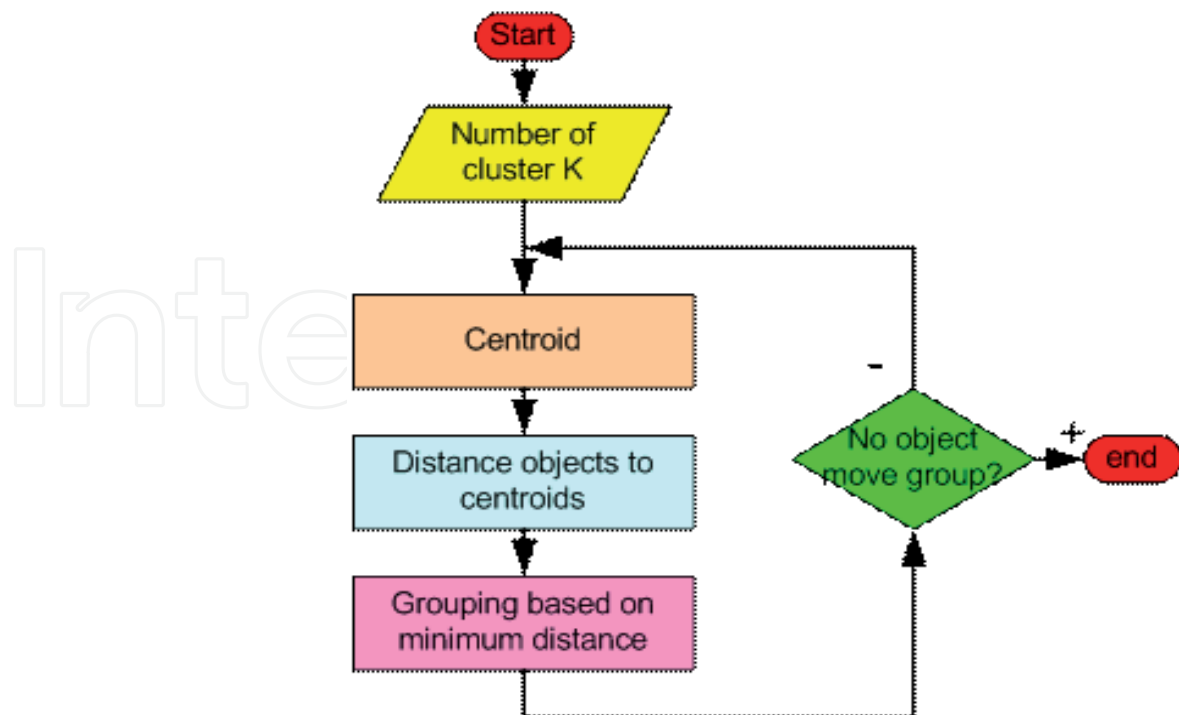 Start
Number of
cluster K
Centroid
Distance objects to
centroids
Grouping based on
minimum distance
No object
move group?
-
+
end
Inte